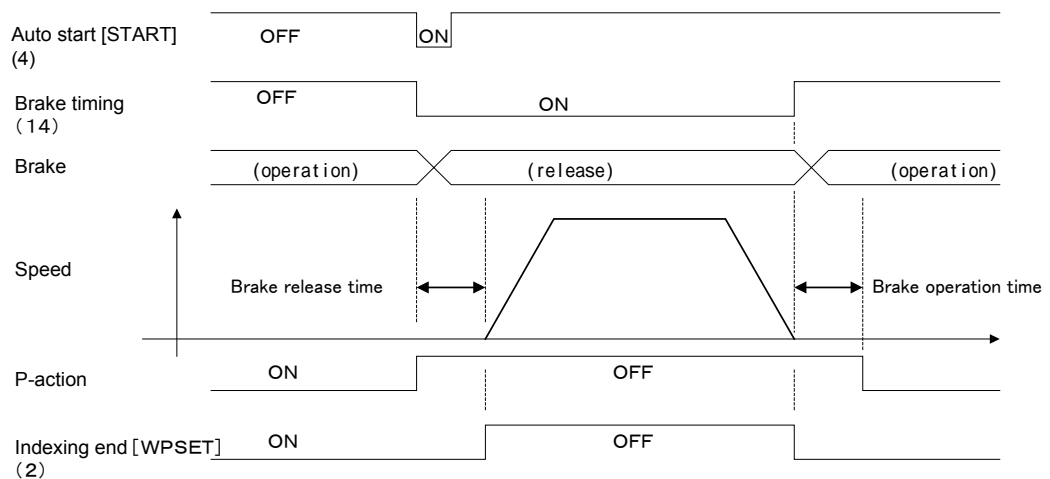 Auto start [START]
(4)
OFF
ON
Brake timing
(14)
OFF
ON
Brake
(operation)
(release)
(operation)
Speed
Brake release time
Brake operation time
P-action
ON
OFF
Indexing end [WPSET]
(2)
ON
OFF